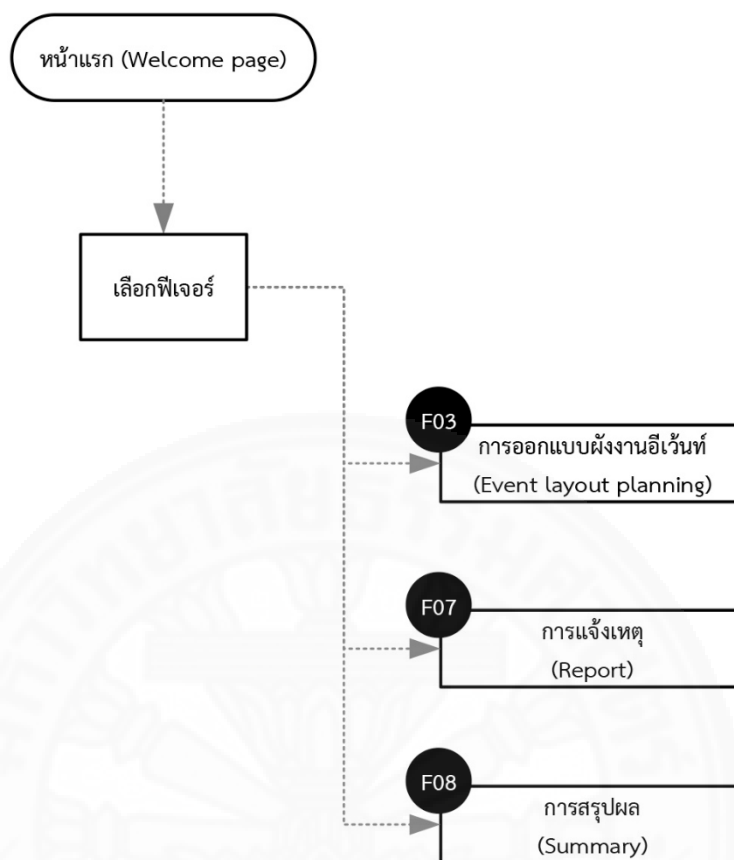 หน้าแรก (Welcome page)
เลือกฟีเจอร์
F03
การออกแบบผังงานอีเว้นท์
(Event layout planning)
F07
การแจ้งเหตุ
(Report)
F08
การสรุปผล
(Summary)